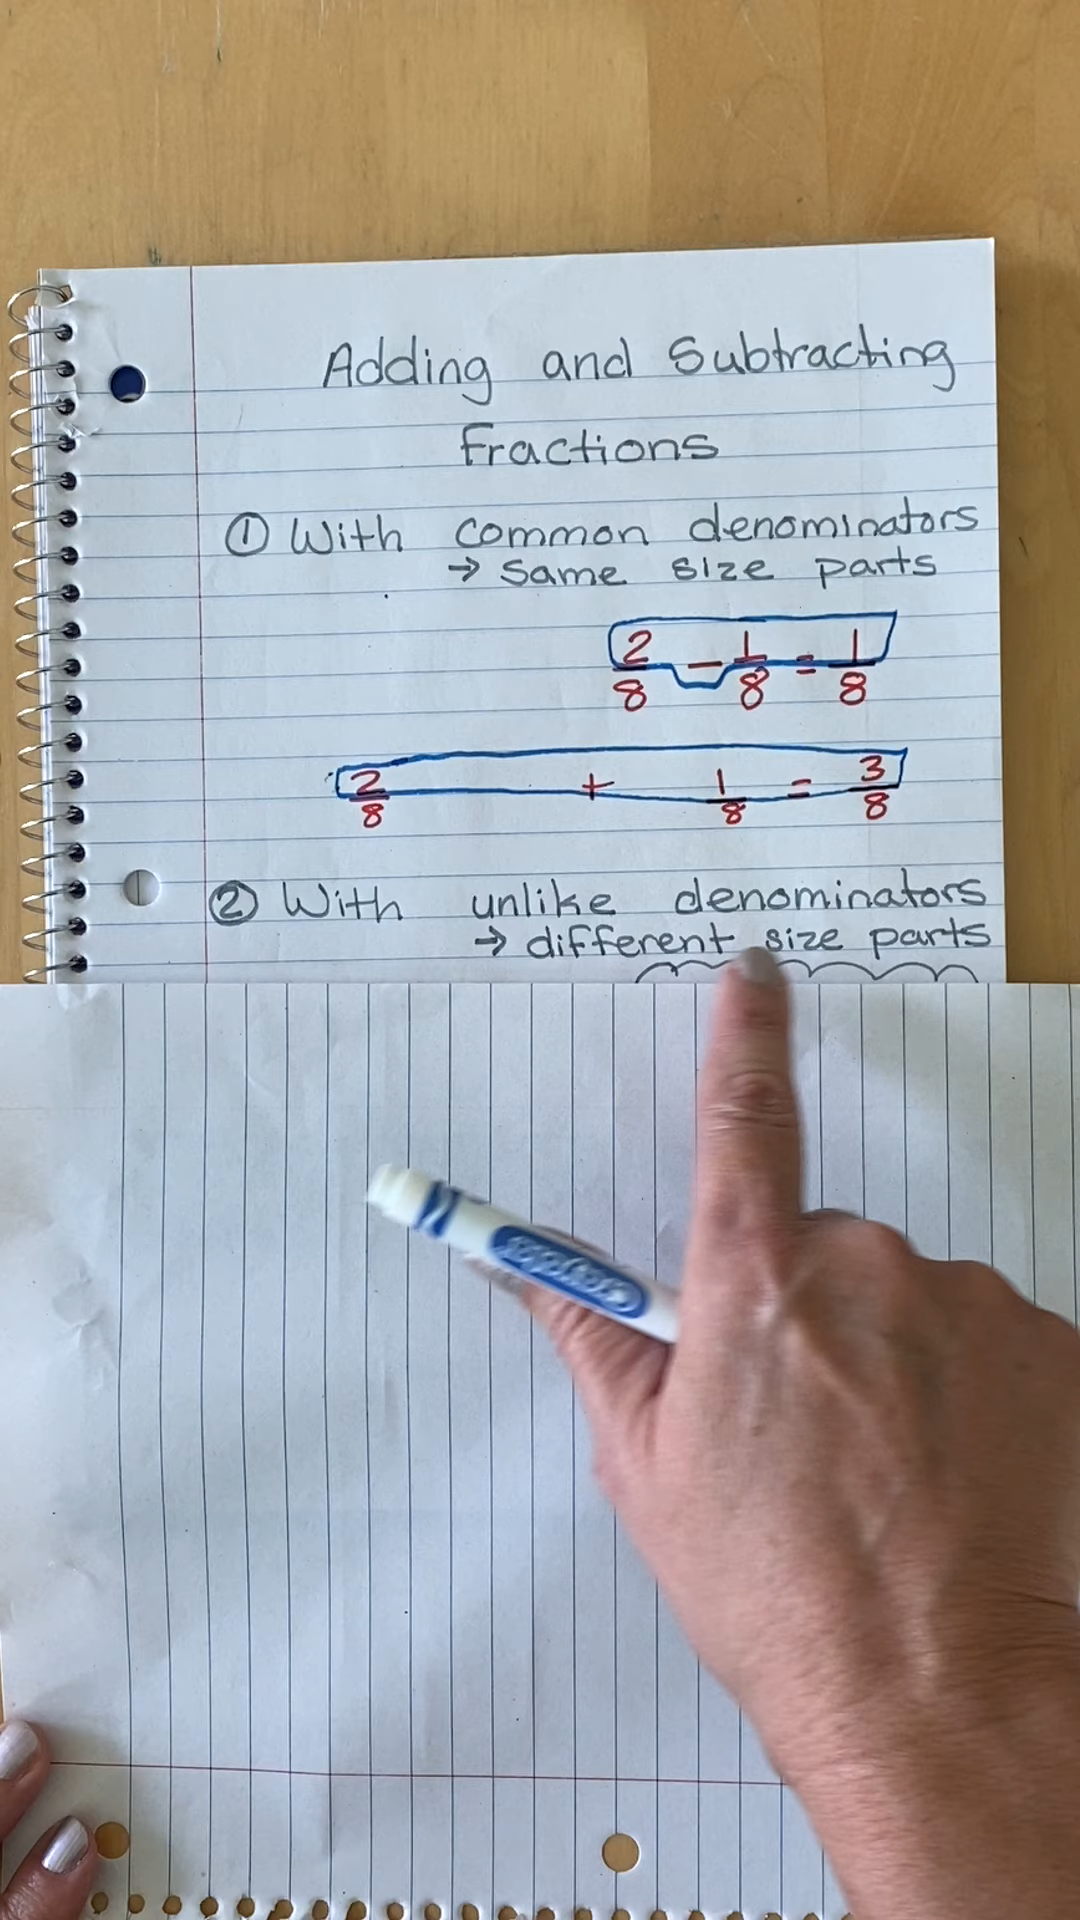 Adding and Subtracting
Fractions
① With common denominators
→ same size parts
2/8 - 1/8 = 1/8
2/8 + 1/8 = 3/8
② With unlike denominators
→ different size parts
Crayola